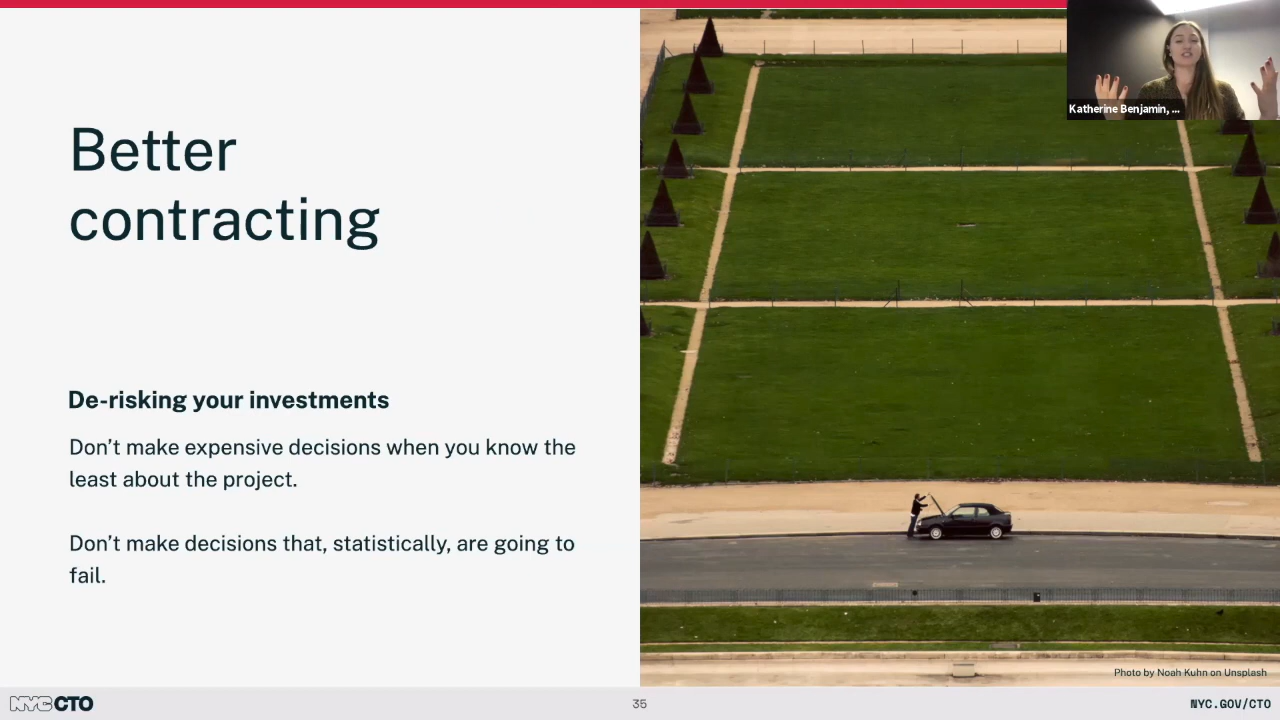 Better
contracting
De-risking your investments
Don't make expensive decisions when you know the
least about the project.
Don't make decisions that, statistically, are going to
fail.
Katherine Benjamin, ...
Photo by Noah Kuhn on Unsplash
NYC CTO
35
NYC.GOV/CTO